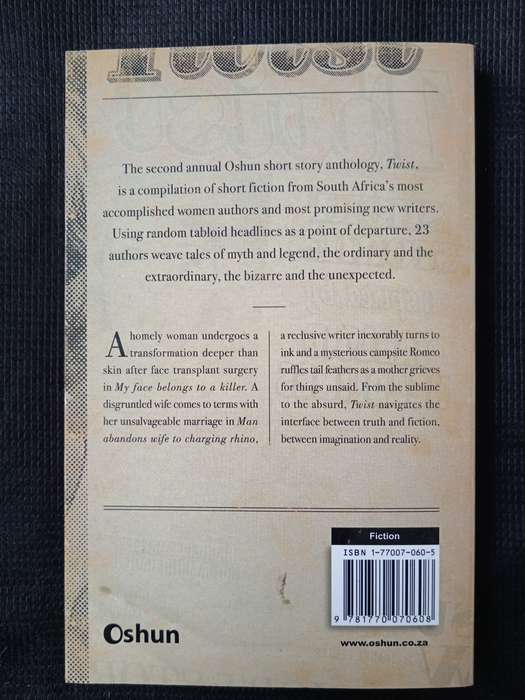 Twist
The second annual Oshun short story anthology, Twist,
is a compilation of short fiction from South Africa's most
accomplished women authors and most promising new writers.
Using random tabloid headlines as a point of departure, 23
authors weave tales of myth and legend, the ordinary and the
extraordinary, the bizarre and the unexpected.
A homely woman undergoes a
transformation deeper than
skin after face transplant surgery
in My face belongs to a killer. A
disgruntled wife comes to terms with
her unsalvageable marriage in Man
abandons wife to charging rhino,
a reclusive writer inexorably turns to
ink and a mysterious campsite Romeo
ruffles tail feathers as a mother grieves
for things unsaid. From the sublime
to the absurd, Twist navigates the
interface between truth and fiction,
between imagination and reality.
Fiction
ISBN 1-77007-060-5
9 781770 070608
Oshun
www.oshun.co.za